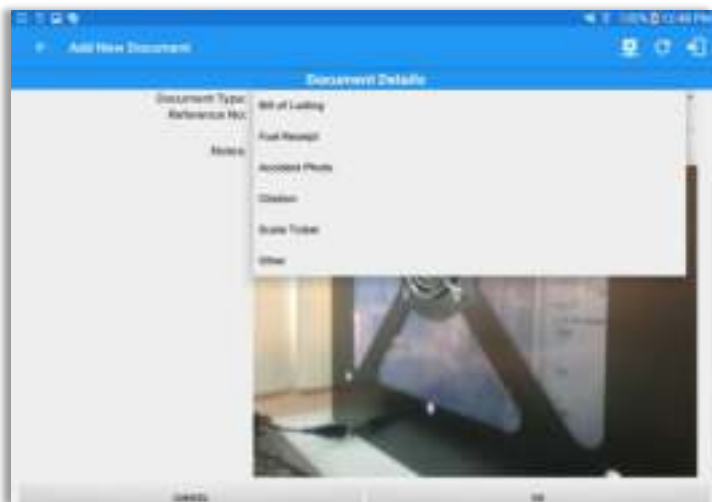 Add New Document
Document Details
Document Type:
Bill of Lading
Reference No:
Fuel Receipt
Notes:
Accident Photo
Citation
Scale Ticket
Other
CANCEL